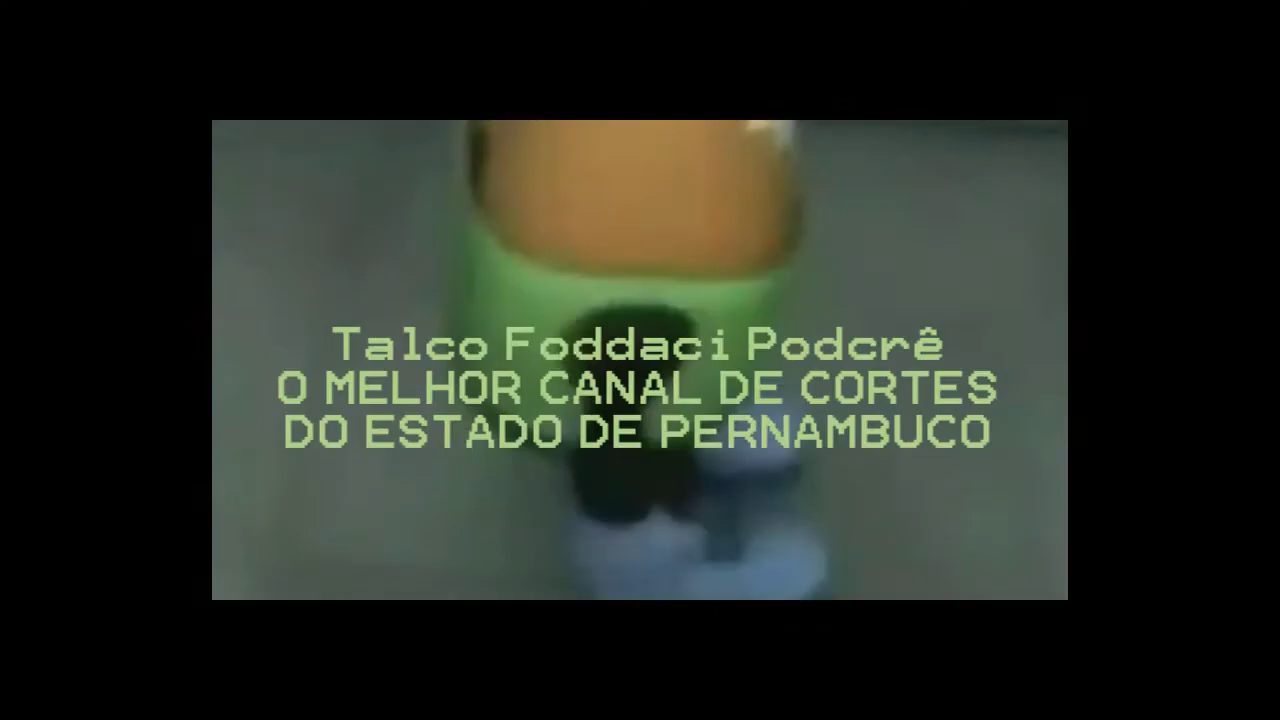 Talco Foddaci Podcrê
O MELHOR CANAL DE CORTES
DO ESTADO DE PERNAMBUCO